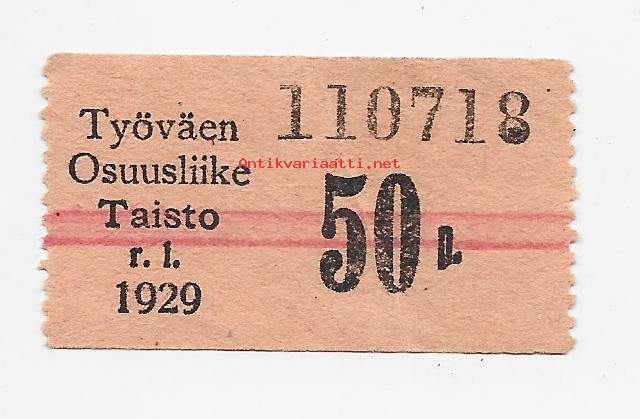 110718
Työväen
Osuusliike
Taisto
r. l.
1929
50 p.
Antikvariaatti.net